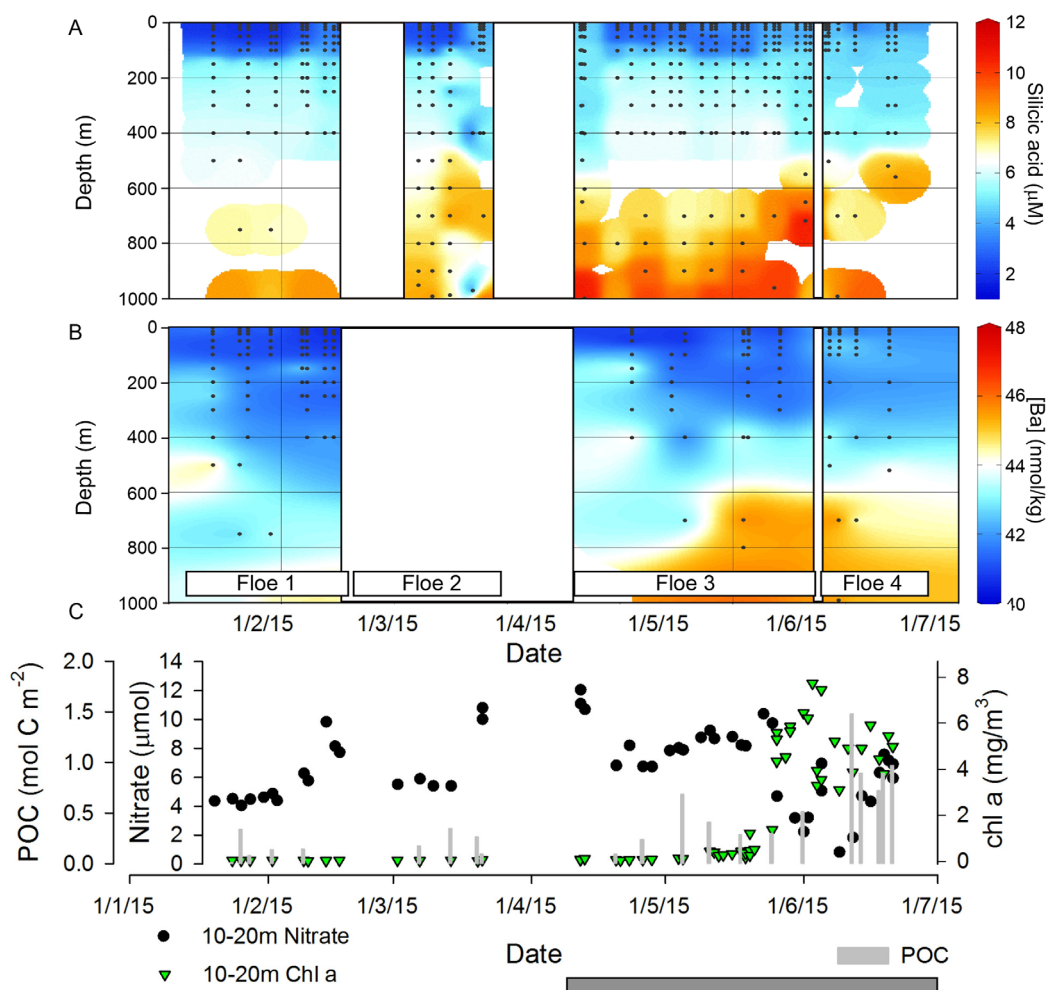 A
0
200
400
600
800
1000
Depth (m)
12
10
8
6
4
2
Silicic acid (µM)
B
0
200
400
600
800
1000
Depth (m)
Floe 1
Floe 2
Floe 3
Floe 4
48
46
44
42
40
[Ba] (nmol/kg)
1/2/15
1/3/15
1/4/15
1/5/15
1/6/15
1/7/15
Date
C
2.0
1.5
1.0
0.5
0.0
POC (mol C m⁻²)
14
12
10
8
6
4
2
0
Nitrate (µmol)
8
6
4
2
0
chl a (mg/m³)
1/1/15
1/2/15
1/3/15
1/4/15
1/5/15
1/6/15
1/7/15
Date
10-20m Nitrate
10-20m Chl a
POC